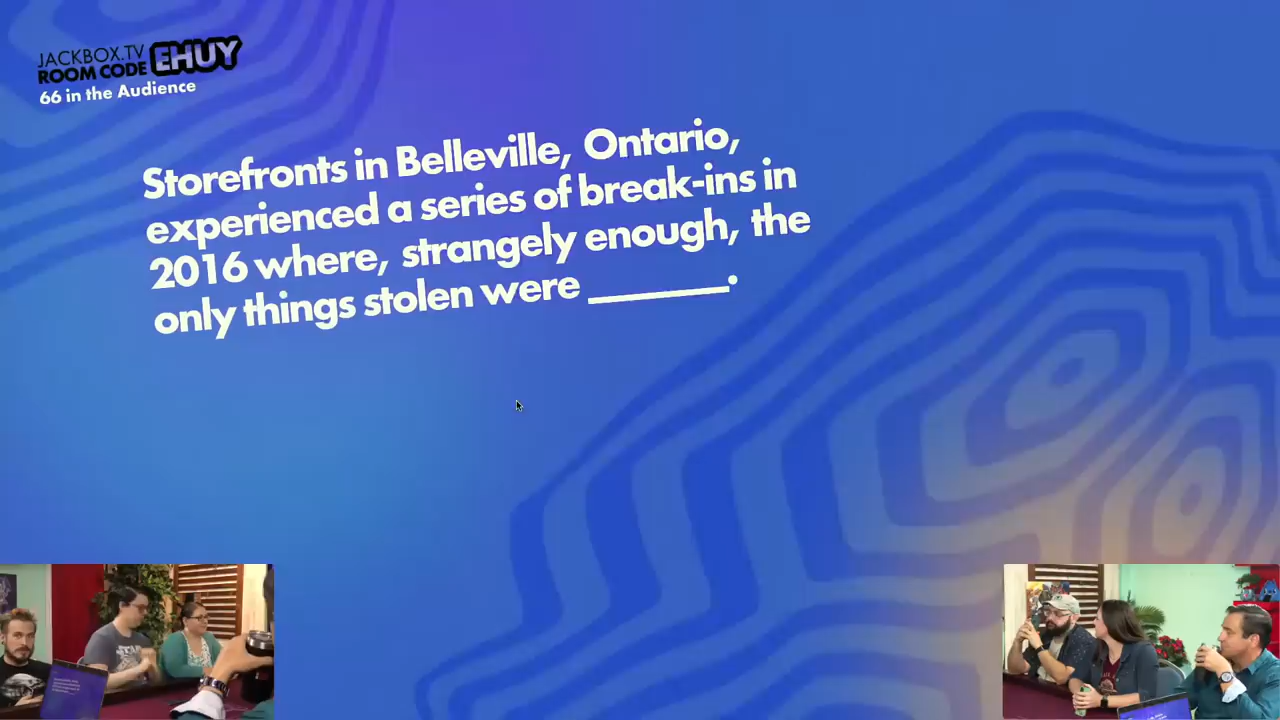 JACKBOX.TV
ROOM CODE EHUY
66 in the Audience
Storefronts in Belleville, Ontario,
experienced a series of break-ins in
2016 where, strangely enough, the
only things stolen were ________.